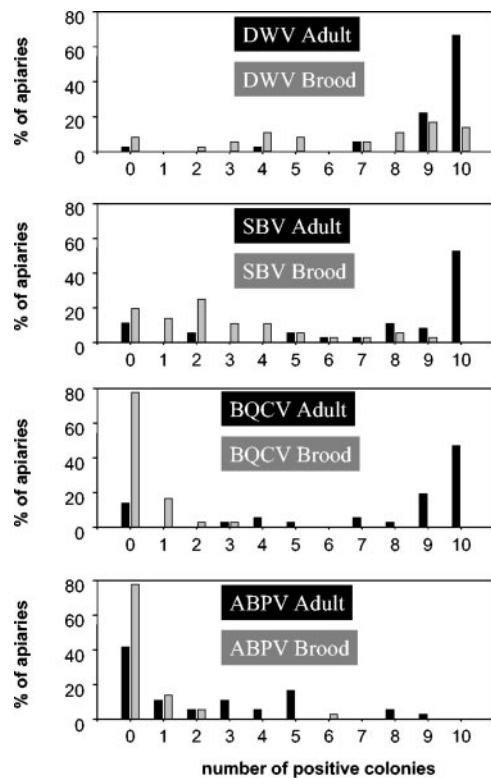 % of apiaries
80
60
40
20
0
DWV Adult
DWV Brood
0 1 2 3 4 5 6 7 8 9 10
% of apiaries
80
60
40
20
0
SBV Adult
SBV Brood
0 1 2 3 4 5 6 7 8 9 10
% of apiaries
80
60
40
20
0
BQCV Adult
BQCV Brood
0 1 2 3 4 5 6 7 8 9 10
% of apiaries
80
60
40
20
0
ABPV Adult
ABPV Brood
0 1 2 3 4 5 6 7 8 9 10
number of positive colonies